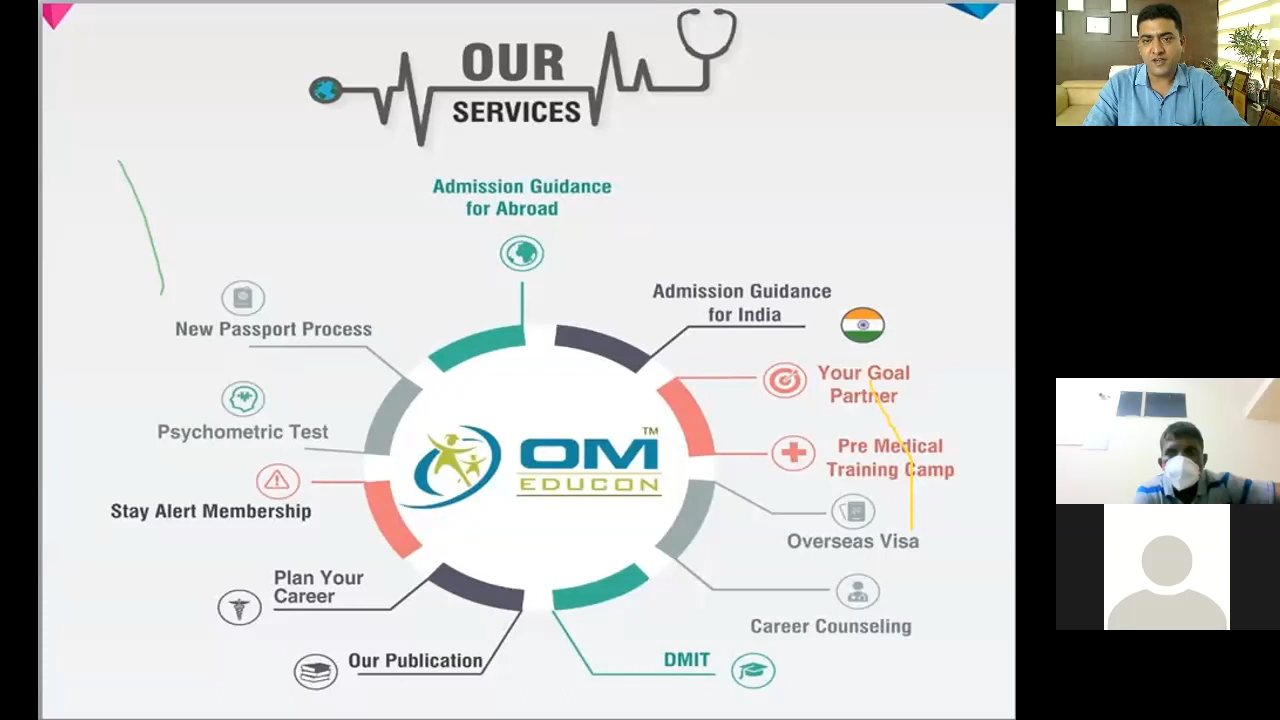 OUR
SERVICES
Admission Guidance
for Abroad
Admission Guidance
for India
New Passport Process
Your Goal
Partner
Psychometric Test
Pre Medical
Training Camp
Stay Alert Membership
OM
TM
EDUCON
Overseas Visa
Plan Your
Career
Career Counseling
Our Publication
DMIT